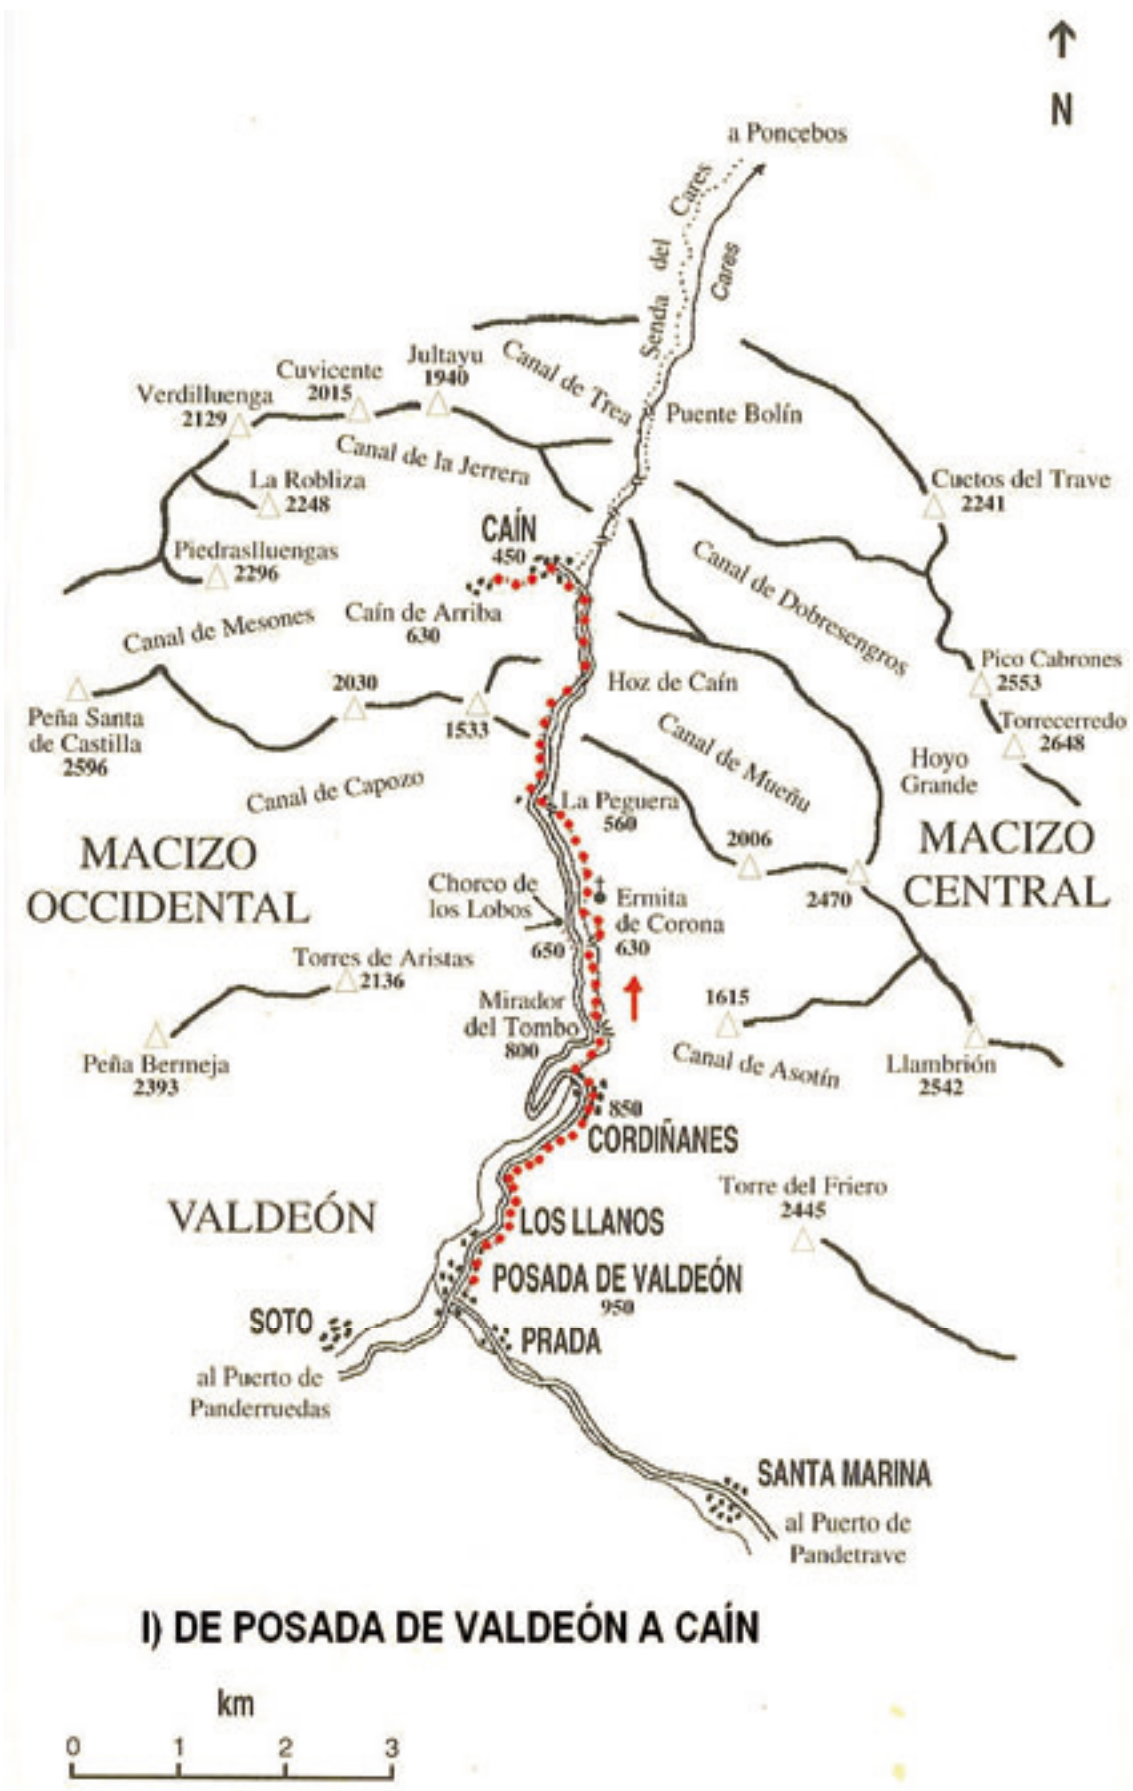 N
a Poncebos
Senda del Cares
Cares
Canal de Trea
Jultayu
1940
Cuvicente
2015
Verdilluenga
2129
Puente Bolín
Canal de la Jerrera
La Robliza
2248
Cuetos del Trave
2241
CAÍN
450
Piedraslluengas
2296
Canal de Dobresengros
Caín de Arriba
630
Canal de Mesones
Pico Cabrones
2553
Hoz de Caín
2030
1533
Peña Santa
de Castilla
2596
Torrecerredo
2648
Canal de Mueñu
Hoyo
Grande
Canal de Capozo
La Peguera
560
2006
2470
MACIZO
OCCIDENTAL
MACIZO
CENTRAL
Chorco de
los Lobos
650
Ermita
de Corona
630
Torres de Aristas
2136
1615
Mirador
del Tombo
800
Peña Bermeja
2393
Canal de Asotín
Llambrión
2542
850
CORDIÑANES
VALDEÓN
Torre del Friero
2445
LOS LLANOS
POSADA DE VALDEÓN
950
SOTO
PRADA
al Puerto de
Panderruedas
SANTA MARINA
al Puerto de
Pandetrave
I) DE POSADA DE VALDEÓN A CAÍN
km
0 1 2 3